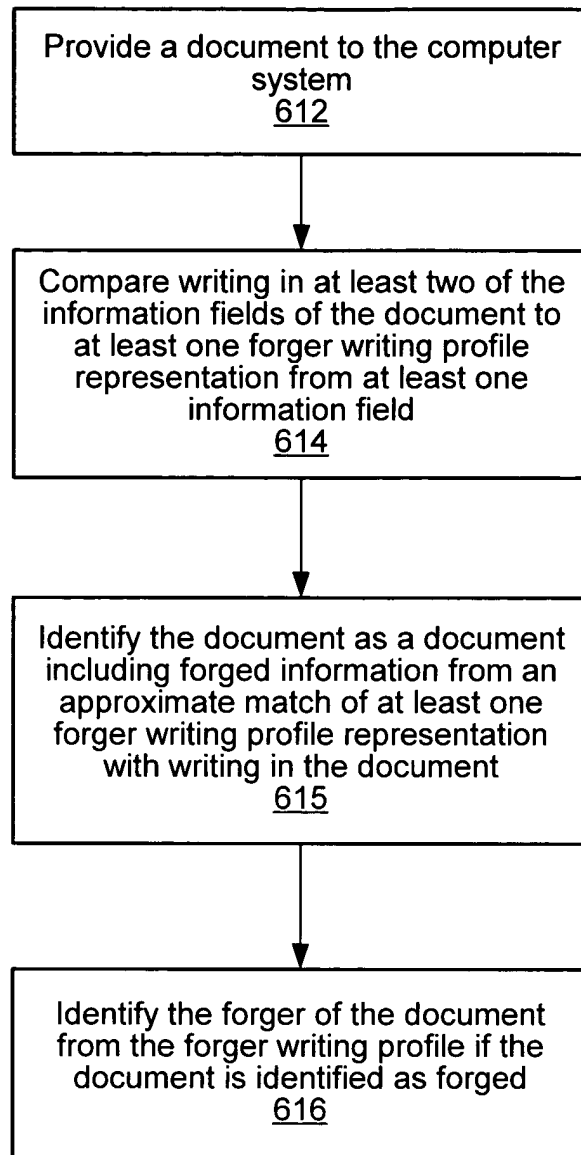 Provide a document to the computer
system
612
Compare writing in at least two of the
information fields of the document to
at least one forger writing profile
representation from at least one
information field
614
Identify the document as a document
including forged information from an
approximate match of at least one
forger writing profile representation
with writing in the document
615
Identify the forger of the document
from the forger writing profile if the
document is identified as forged
616